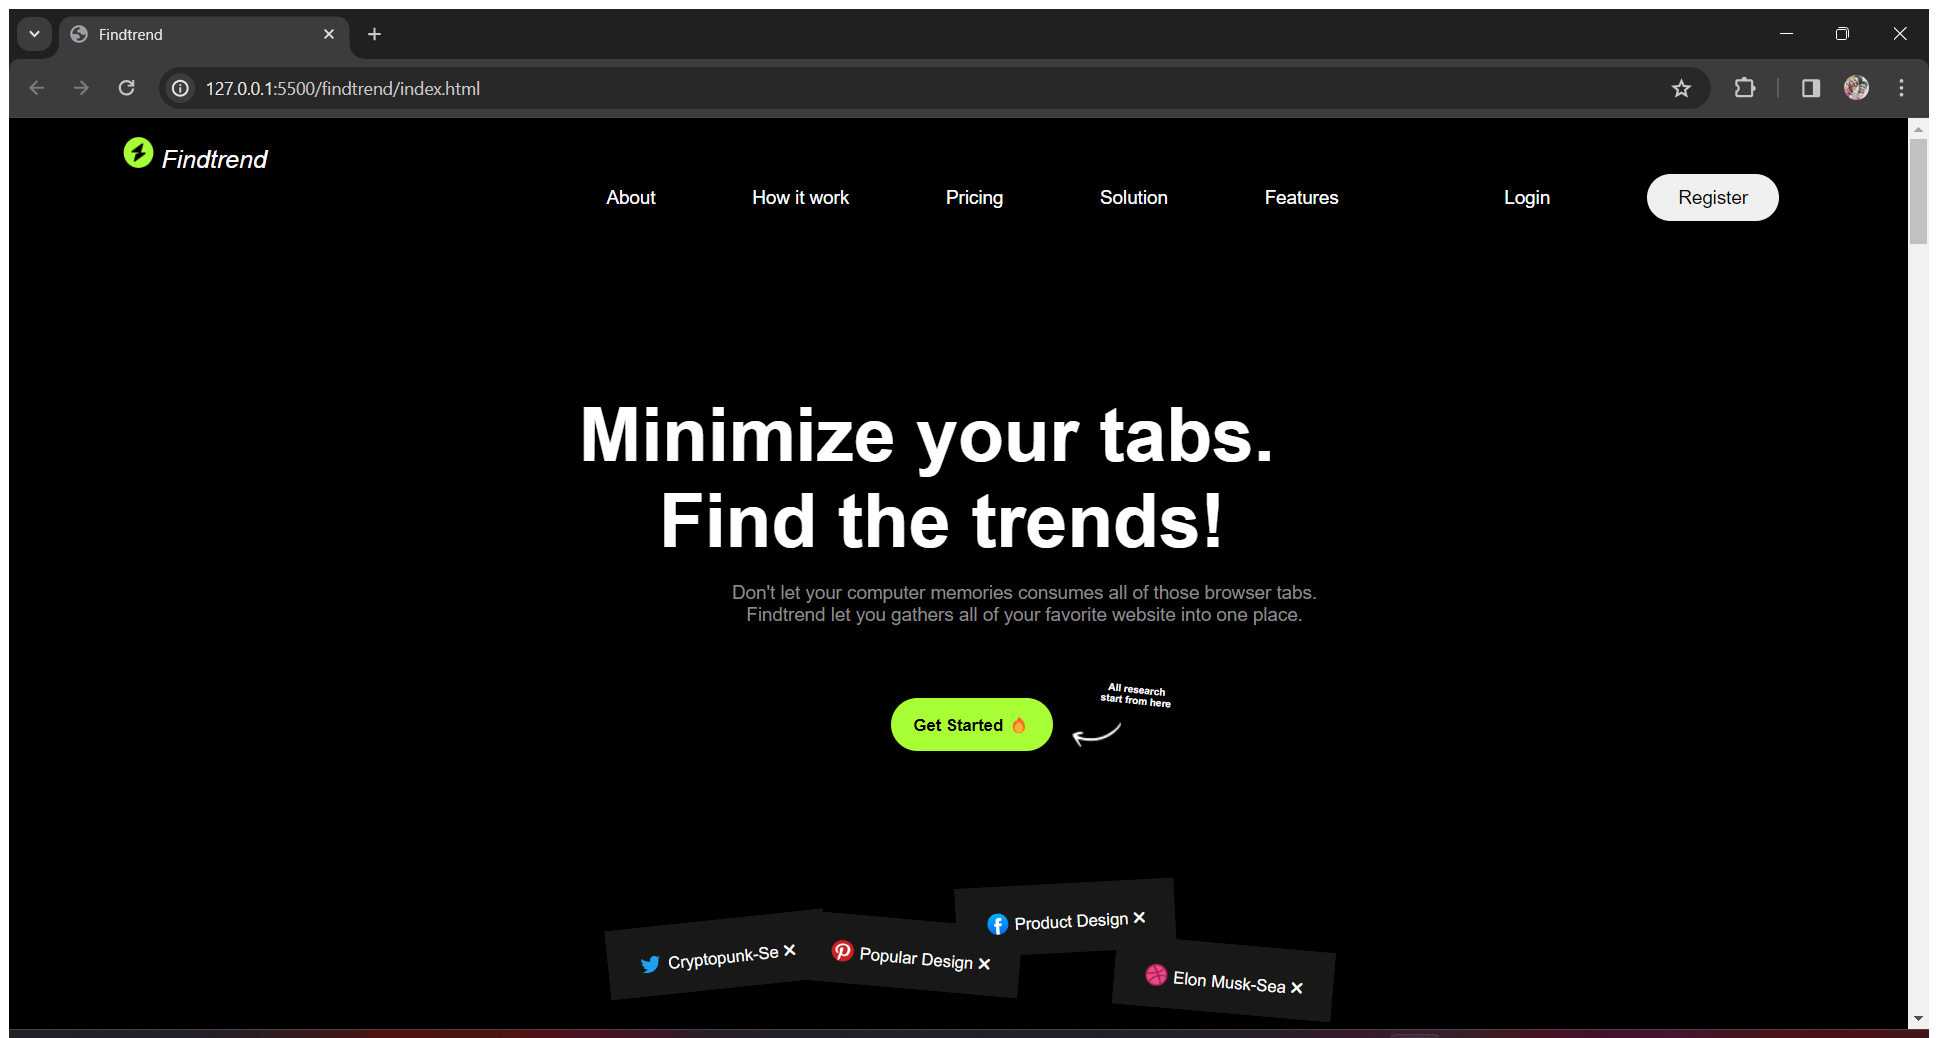 Findtrend
127.0.0.1:5500/findtrend/index.html
Findtrend
About How it work Pricing Solution Features Login Register
Minimize your tabs.
Find the trends!
Don't let your computer memories consumes all of those browser tabs.
Findtrend let you gathers all of your favorite website into one place.
All research
start from here
Get Started
Product Design
Cryptopunk-Se
Popular Design
Elon Musk-Sea